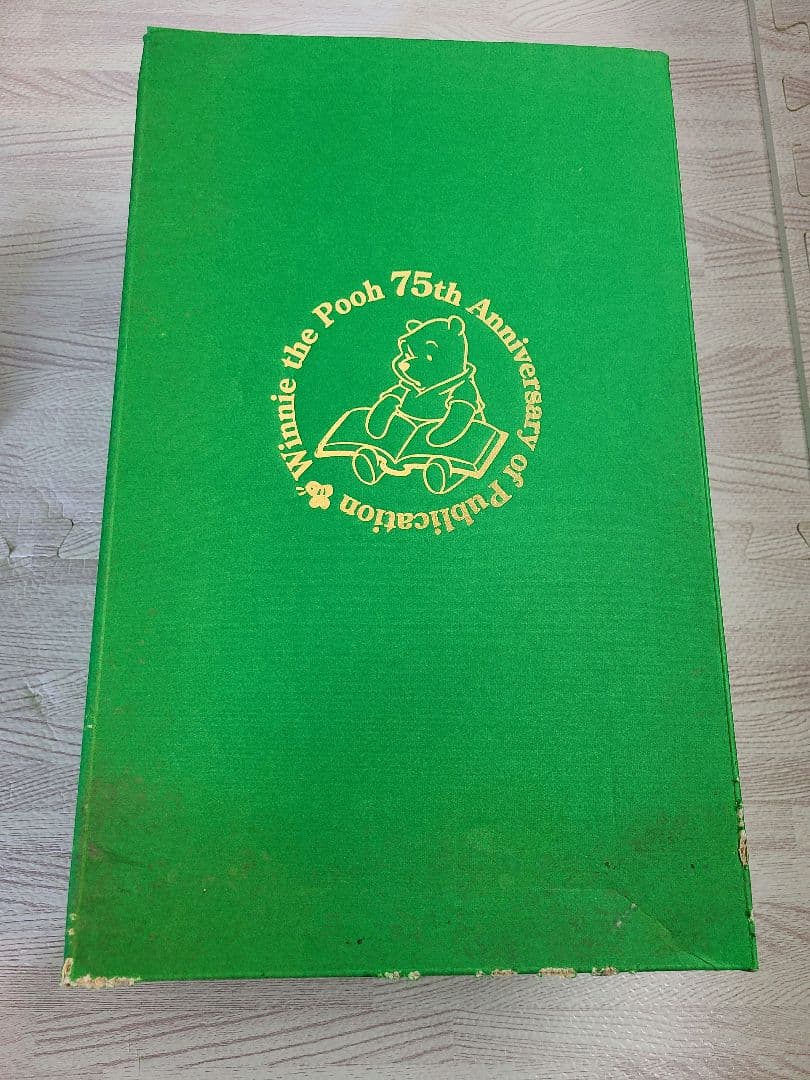 Winnie the Pooh 75th Anniversary of Publication